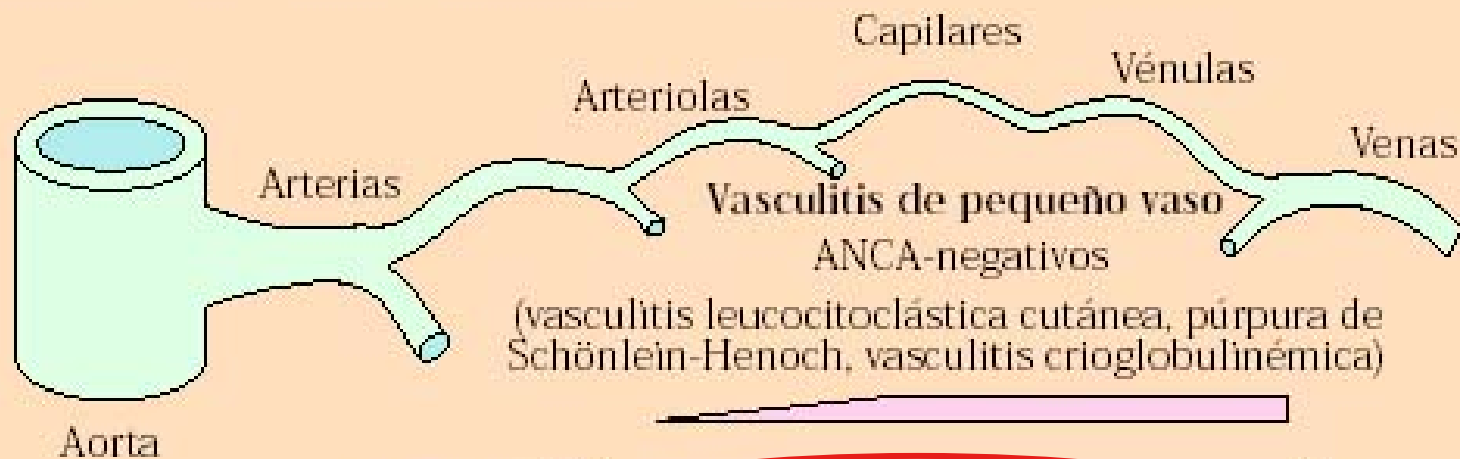 Capilares
Vénulas
Arteriolas
Venas
Arterias
Vasculitis de pequeño vaso
ANCA-negativos
(vasculitis leucocitoclástica cutánea, púrpura de
Schönlein-Henoch, vasculitis crioglobulinémica)
Aorta